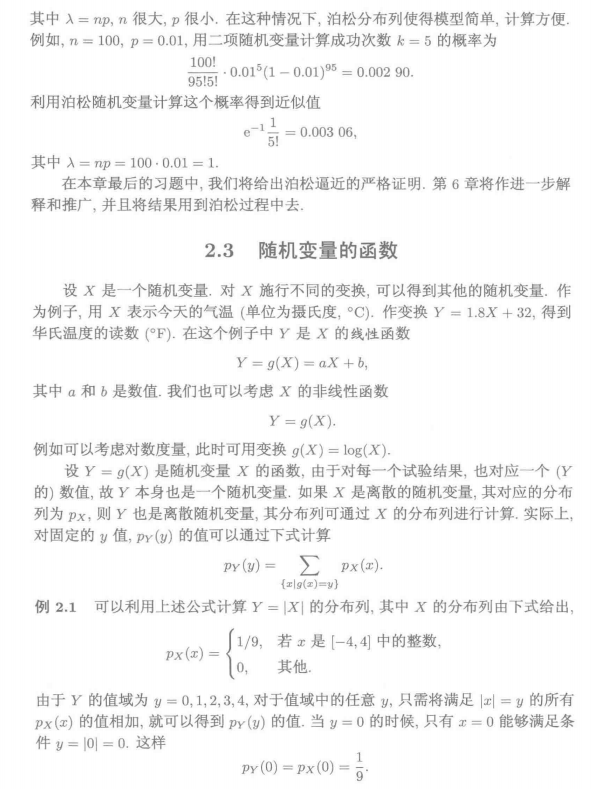 其中 λ = np, n 很大, p 很小. 在这种情况下, 泊松分布列使得模型简单, 计算方便.
例如, n = 100, p = 0.01, 用二项随机变量计算成功次数 k = 5 的概率为
100!/(95!5!) · 0.01⁵(1 − 0.01)⁹⁵ = 0.002 90.
利用泊松随机变量计算这个概率得到近似值
e⁻¹ 1/5! = 0.003 06,
其中 λ = np = 100 · 0.01 = 1.
在本章最后的习题中, 我们将给出泊松逼近的严格证明. 第 6 章将作进一步解
释和推广, 并且将结果用到泊松过程中去.
2.3 随机变量的函数
设 X 是一个随机变量. 对 X 施行不同的变换, 可以得到其他的随机变量. 作
为例子, 用 X 表示今天的气温 (单位为摄氏度, °C). 作变换 Y = 1.8X + 32, 得到
华氏温度的读数 (°F). 在这个例子中 Y 是 X 的线性函数
Y = g(X) = aX + b,
其中 a 和 b 是数值. 我们也可以考虑 X 的非线性函数
Y = g(X).
例如可以考虑对数度量, 此时可用变换 g(X) = log(X).
设 Y = g(X) 是随机变量 X 的函数, 由于对每一个试验结果, 也对应一个 (Y
的) 数值, 故 Y 本身也是一个随机变量. 如果 X 是离散的随机变量, 其对应的分布
列为 p_X, 则 Y 也是离散随机变量, 其分布列可通过 X 的分布列进行计算. 实际上,
对固定的 y 值, p_Y(y) 的值可以通过下式计算
p_Y(y) = ∑_{{x|g(x)=y}} p_X(x).
例 2.1 可以利用上述公式计算 Y = |X| 的分布列, 其中 X 的分布列由下式给出,
p_X(x) = { 1/9, 若 x 是 [−4, 4] 中的整数,
0, 其他.
由于 Y 的值域为 y = 0, 1, 2, 3, 4, 对于值域中的任意 y, 只需将满足 |x| = y 的所有
p_X(x) 的值相加, 就可以得到 p_Y(y) 的值. 当 y = 0 的时候, 只有 x = 0 能够满足条
件 y = |0| = 0. 这样
p_Y(0) = p_X(0) = 1/9.